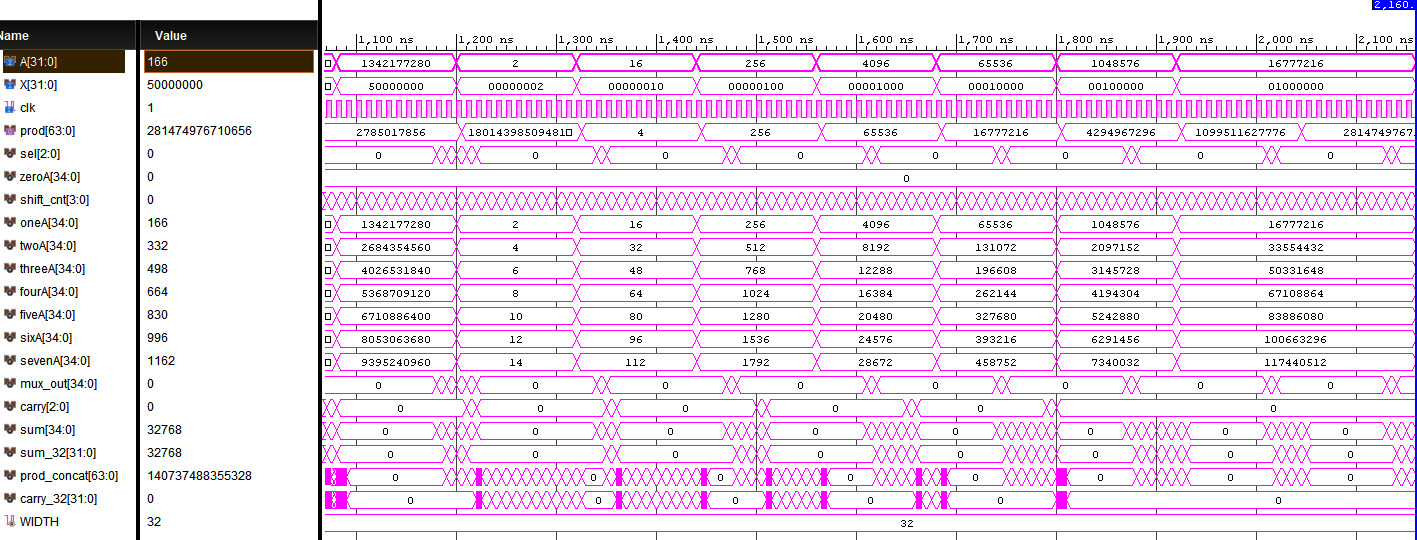 2,160.
Name Value
1,100 ns 1,200 ns 1,300 ns 1,400 ns 1,500 ns 1,600 ns 1,700 ns 1,800 ns 1,900 ns 2,000 ns 2,100 ns
A[31:0] 166 1342177280 2 16 256 4096 65536 1048576 16777216
X[31:0] 50000000 50000000 00000002 00000010 00000100 00001000 00010000 00100000 01000000
clk 1
prod[63:0] 281474976710656 2785017856 18014398509481 4 256 65536 16777216 4294967296 1099511627776 2814749767
sel[2:0] 0 0 0 0 0 0 0 0 0 0
zeroA[34:0] 0 0
shift_cnt[3:0] 0
oneA[34:0] 166 1342177280 2 16 256 4096 65536 1048576 16777216
twoA[34:0] 332 2684354560 4 32 512 8192 131072 2097152 33554432
threeA[34:0] 498 4026531840 6 48 768 12288 196608 3145728 50331648
fourA[34:0] 664 5368709120 8 64 1024 16384 262144 4194304 67108864
fiveA[34:0] 830 6710886400 10 80 1280 20480 327680 5242880 83886080
sixA[34:0] 996 8053063680 12 96 1536 24576 393216 6291456 100663296
sevenA[34:0] 1162 9395240960 14 112 1792 28672 458752 7340032 117440512
mux_out[34:0] 0 0 0 0 0 0 0 0 0 0
carry[2:0] 0 0 0 0 0 0 0
sum[34:0] 32768 0 0 0 0 0 0 0 0 0
sum_32[31:0] 32768 0 0 0 0 0 0 0 0 0
prod_concat[63:0] 140737488355328 0 0 0 0 0 0 0 0
carry_32[31:0] 0 0 0 0 0 0 0
WIDTH 32 32